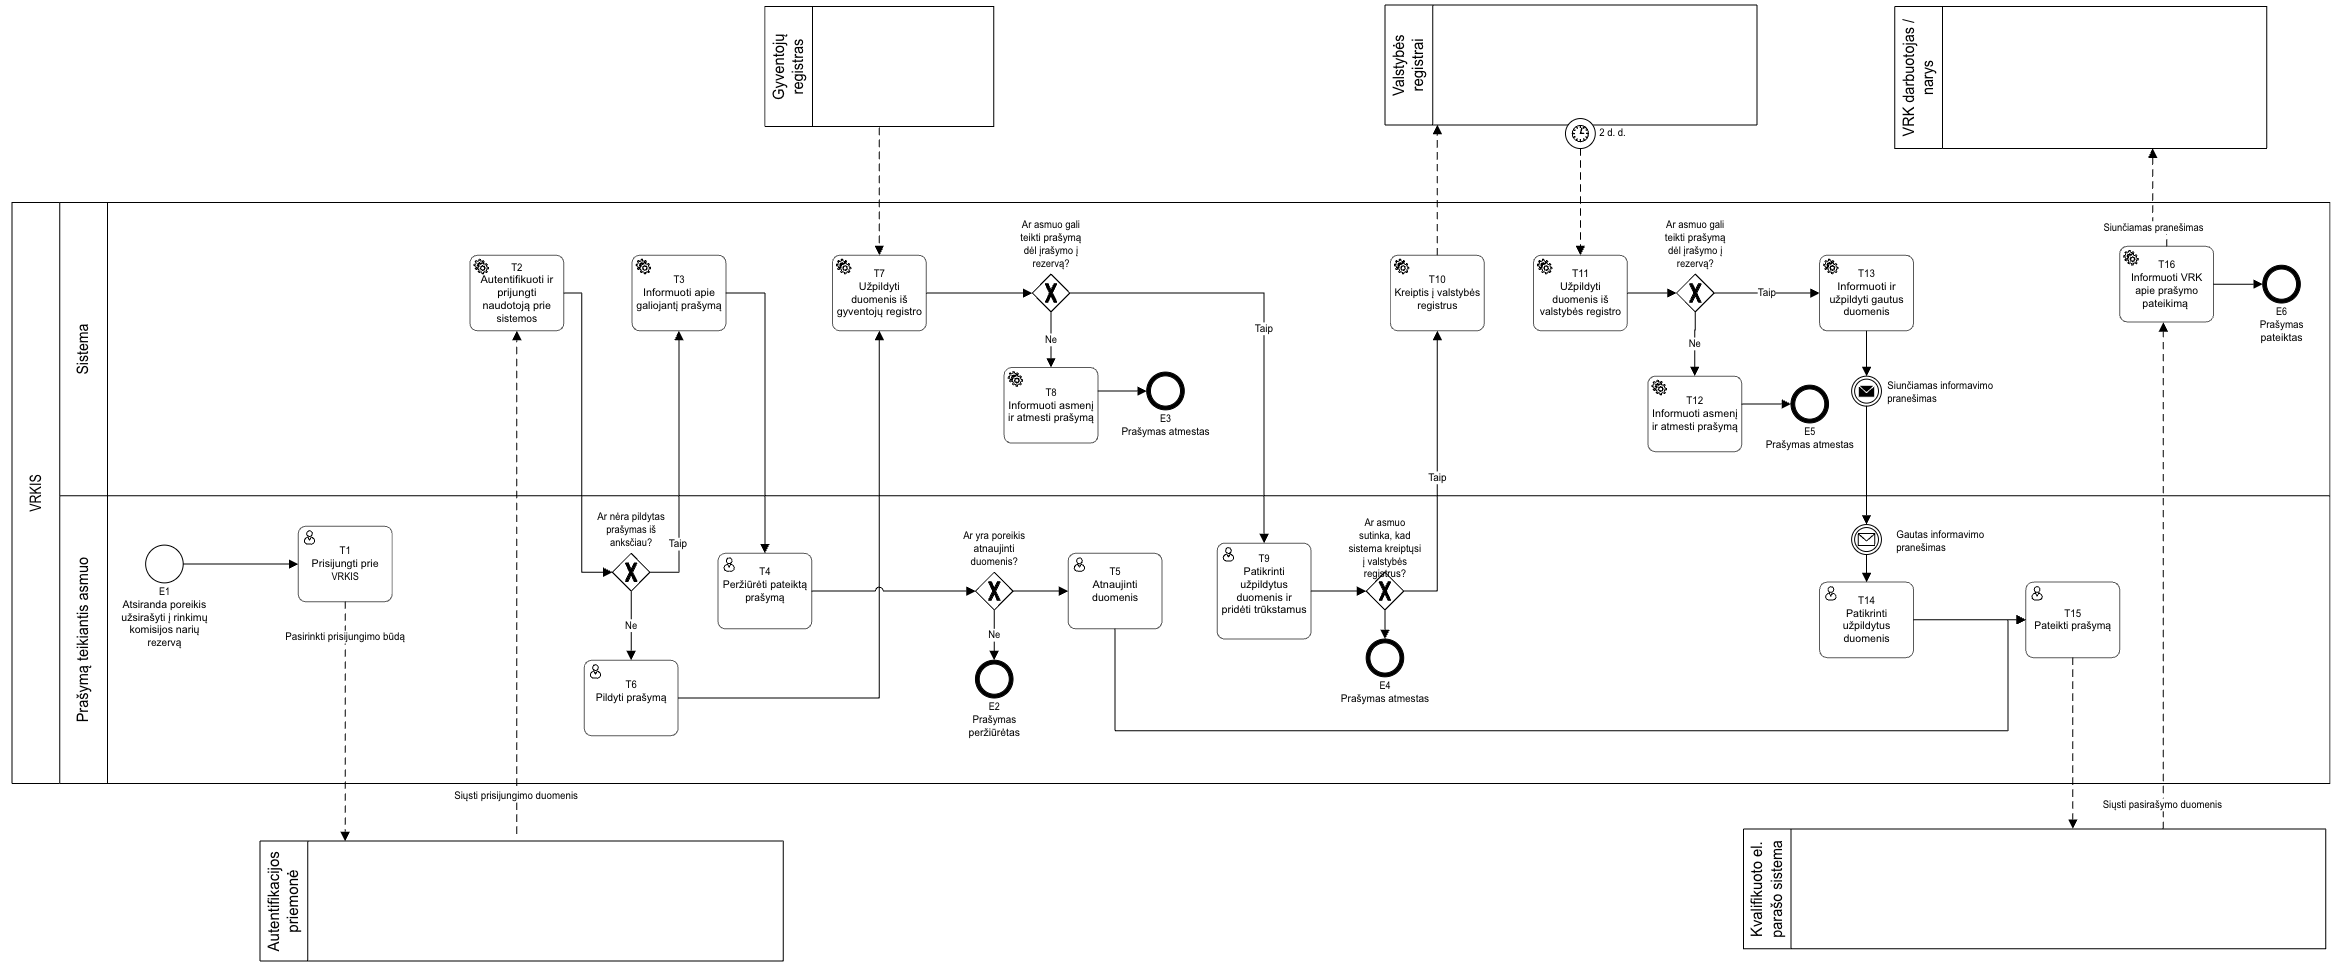 Gyventojų
registras
Valstybės
registrai
2 d. d.
VRK darbuotojas /
narys
VRKIS
Sistema
T2
Autentifikuoti ir
prijungti
naudotoją prie
sistemos
T3
Informuoti apie
galiojantį prašymą
T7
Užpildyti
duomenis iš
gyventojų registro
Ar asmuo gali
teikti prašymą
dėl įrašymo į
rezervą?
Taip
Ne
T8
Informuoti asmenį
ir atmesti prašymą
E3
Prašymas atmestas
T10
Kreiptis į valstybės
registrus
Taip
T11
Užpildyti
duomenis iš
valstybės registro
Ar asmuo gali
teikti prašymą
dėl įrašymo į
rezervą?
Taip
Ne
T12
Informuoti asmenį
ir atmesti prašymą
E5
Prašymas atmestas
T13
Informuoti ir
užpildyti gautus
duomenis
Siunčiamas informavimo
pranešimas
Siunčiamas pranešimas
T16
Informuoti VRK
apie prašymo
pateikimą
E6
Prašymas
pateiktas
Prašymą teikiantis asmuo
E1
Atsiranda poreikis
užsirašyti į rinkimų
komisijos narių
rezervą
T1
Prisijungti prie
VRKIS
Pasirinkti prisijungimo būdą
Ar nėra pildytas
prašymas iš
anksčiau?
Taip
Ne
T6
Pildyti prašymą
T4
Peržiūrėti pateiktą
prašymą
Ar yra poreikis
atnaujinti
duomenis?
Ne
E2
Prašymas
peržiūrėtas
T5
Atnaujinti
duomenis
T9
Patikrinti
užpildytus
duomenis ir
pridėti trūkstamus
Ar asmuo
sutinka, kad
sistema kreiptųsi
į valstybės
registrus?
E4
Prašymas atmestas
Gautas informavimo
pranešimas
T14
Patikrinti
užpildytus
duomenis
T15
Pateikti prašymą
Siųsti prisijungimo duomenis
Siųsti pasirašymo duomenis
Autentifikacijos
priemonė
Kvalifikuoto el.
parašo sistema